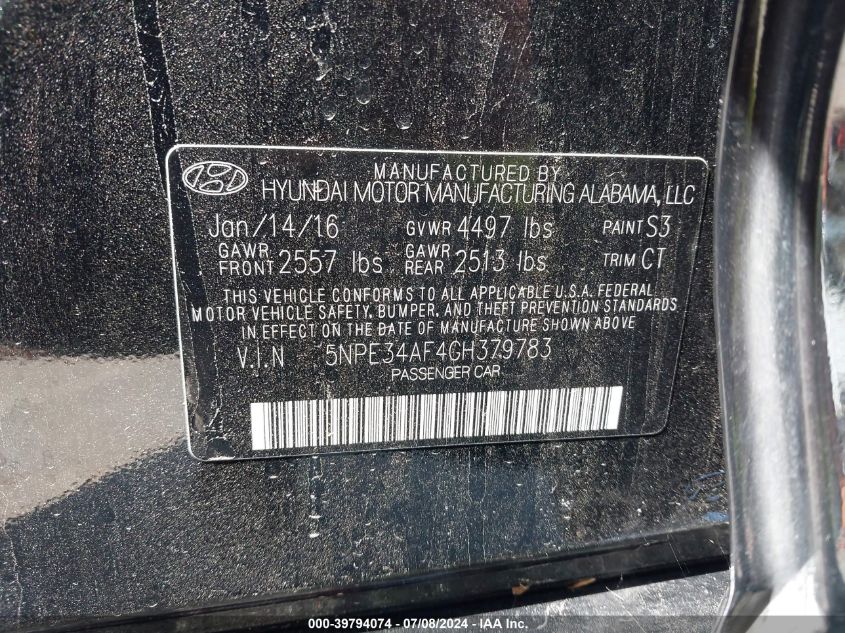 MANUFACTURED BY
HYUNDAI MOTOR MANUFACTURING ALABAMA, LLC
Jan/14/16 GVWR 4497 lbs PAINT S3
GAWR FRONT 2557 lbs GAWR REAR 2513 lbs TRIM CT
THIS VEHICLE CONFORMS TO ALL APPLICABLE U.S.A. FEDERAL
MOTOR VEHICLE SAFETY, BUMPER, AND THEFT PREVENTION STANDARDS
IN EFFECT ON THE DATE OF MANUFACTURE SHOWN ABOVE
V.I.N 5NPE34AF4GH379783
PASSENGER CAR
000-39794074 - 07/08/2024 - IAA Inc.